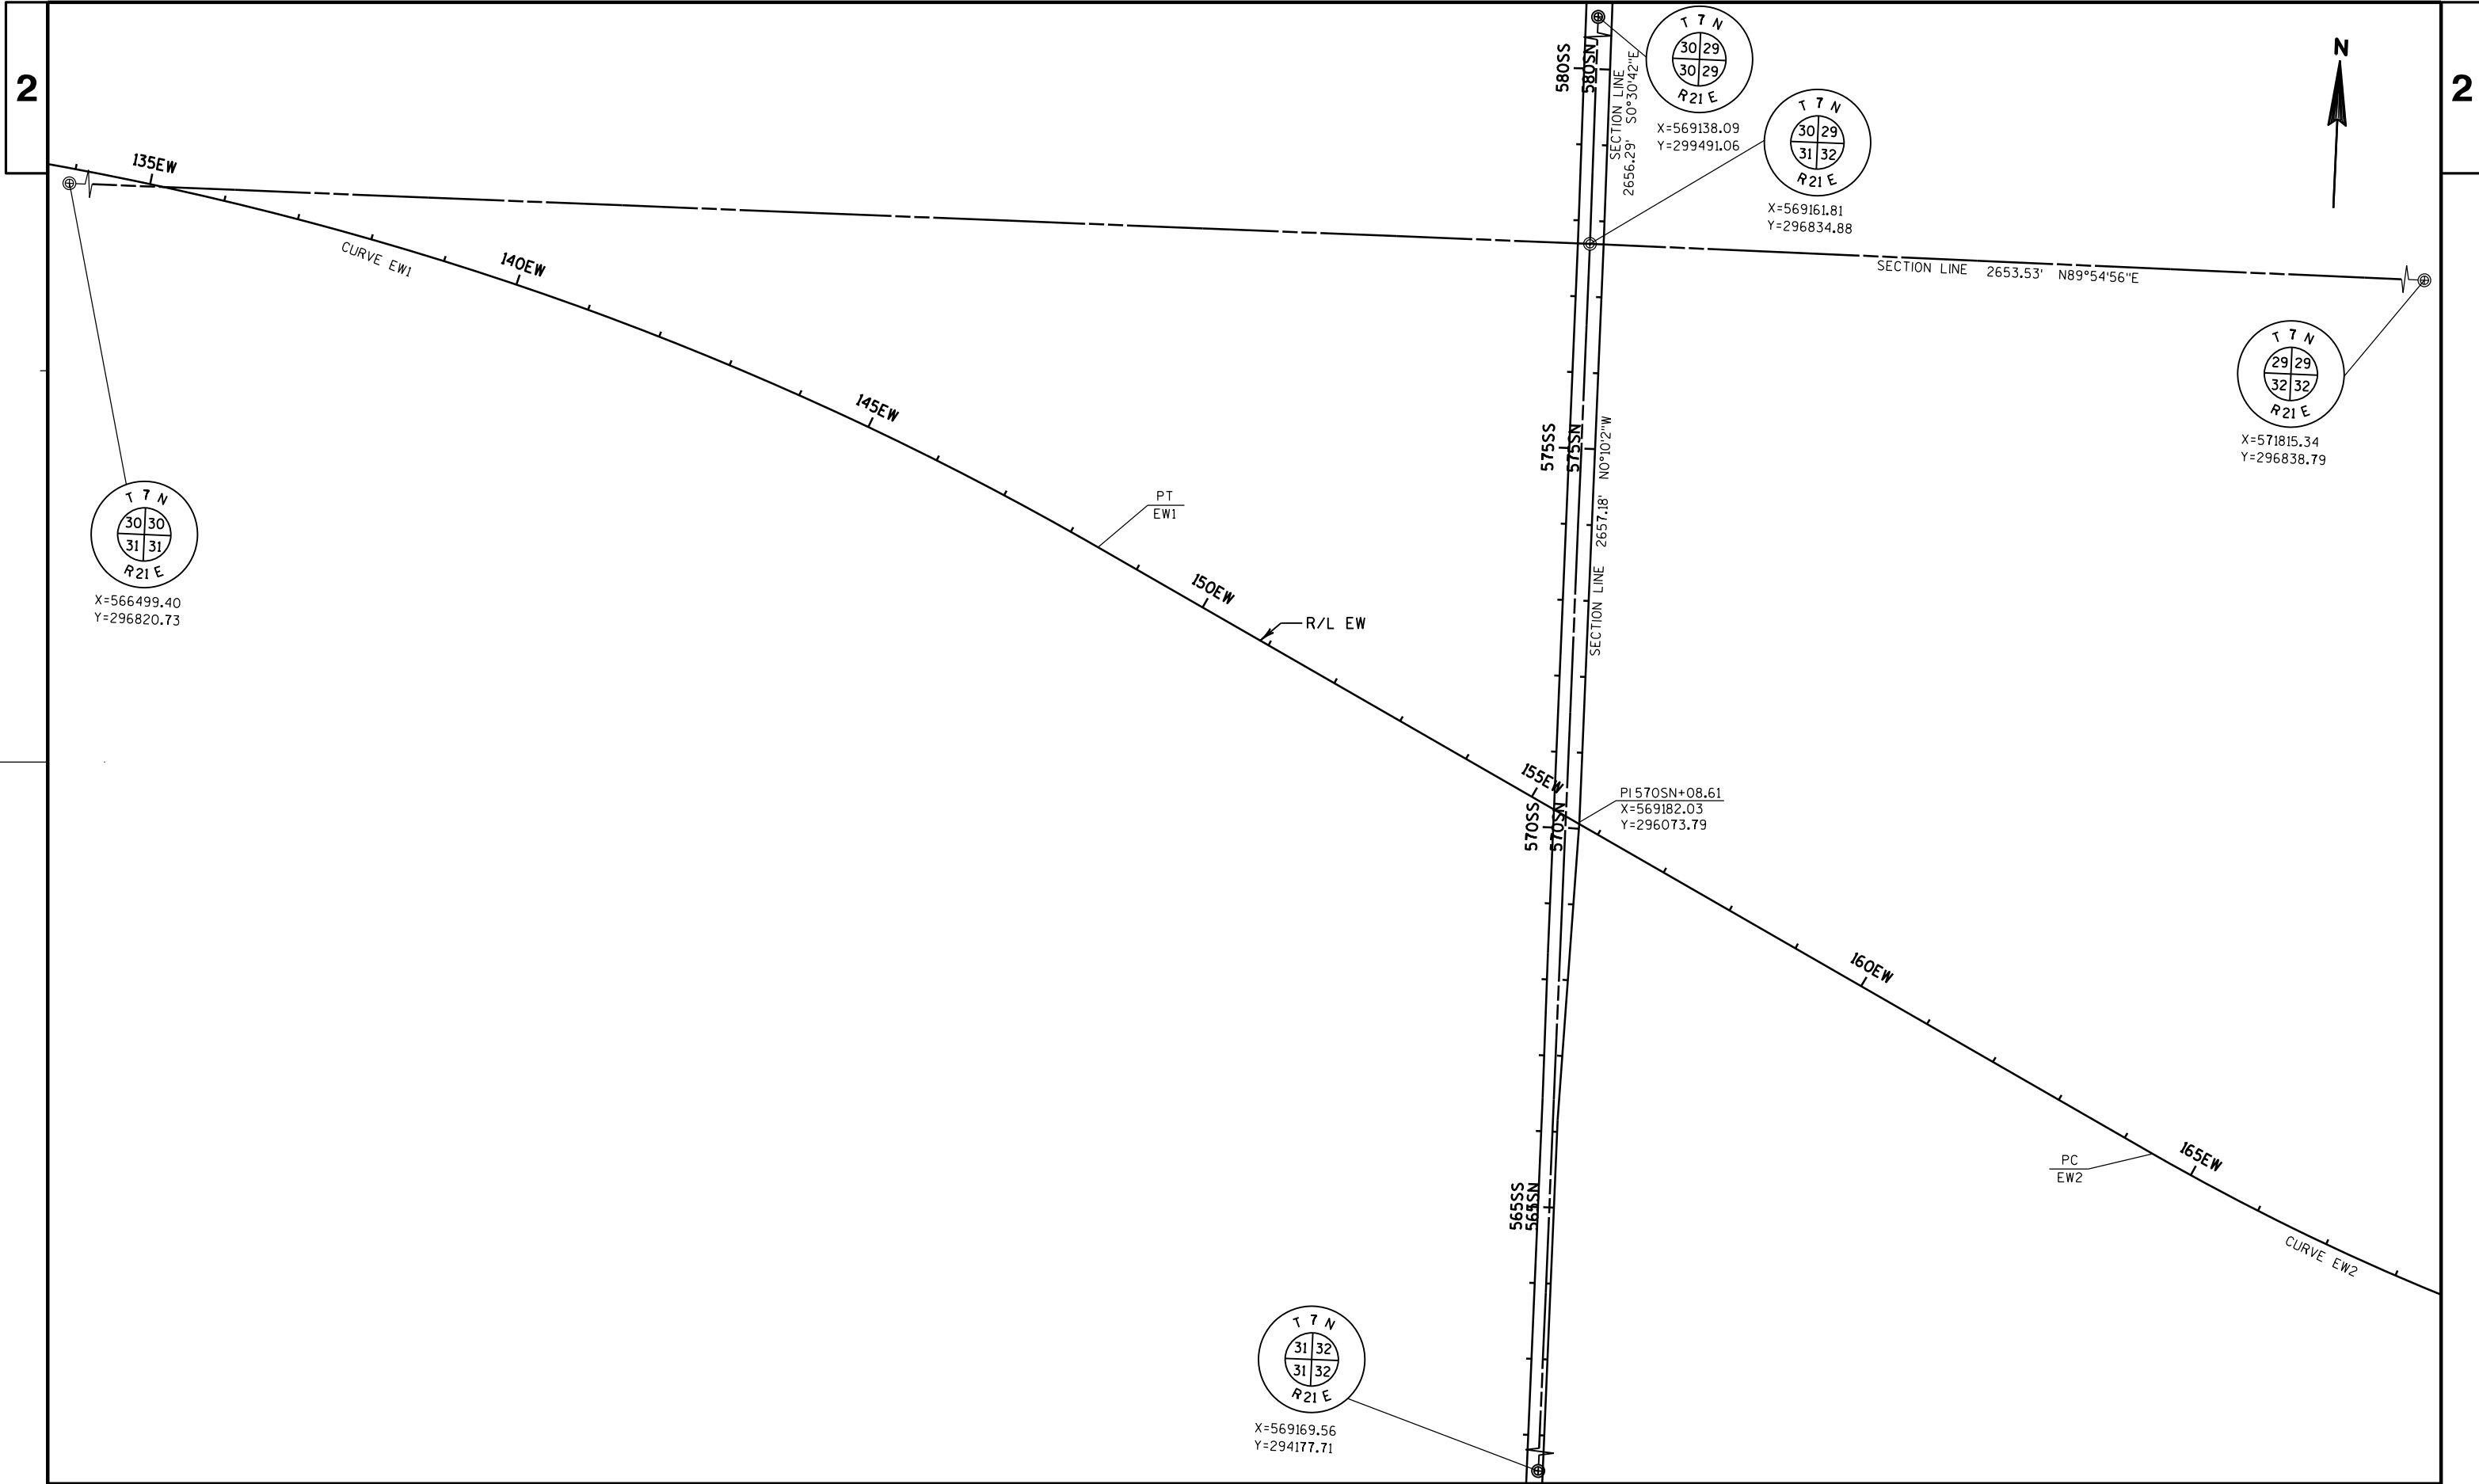 2
2
N
580SS
580SN
SECTION LINE
2656.29' S0°30'42"E
T 7 N
30 29
30 29
R 21 E
X=569138.09
Y=299491.06
T 7 N
30 29
31 32
R 21 E
X=569161.81
Y=296834.88
135EW
CURVE EW1
140EW
SECTION LINE 2653.53' N89°54'56"E
T 7 N
29 29
32 32
R 21 E
X=571815.34
Y=296838.79
145EW
575SS
575SN
SECTION LINE 2657.18' N0°10'2"W
T 7 N
30 30
31 31
R 21 E
X=566499.40
Y=296820.73
PT
EW1
150EW
R/L EW
155EW
570SS
570SN
PI 570SN+08.61
X=569182.03
Y=296073.79
160EW
PC
EW2
165EW
CURVE EW2
565SS
565SN
T 7 N
31 32
31 32
R 21 E
X=569169.56
Y=294177.71